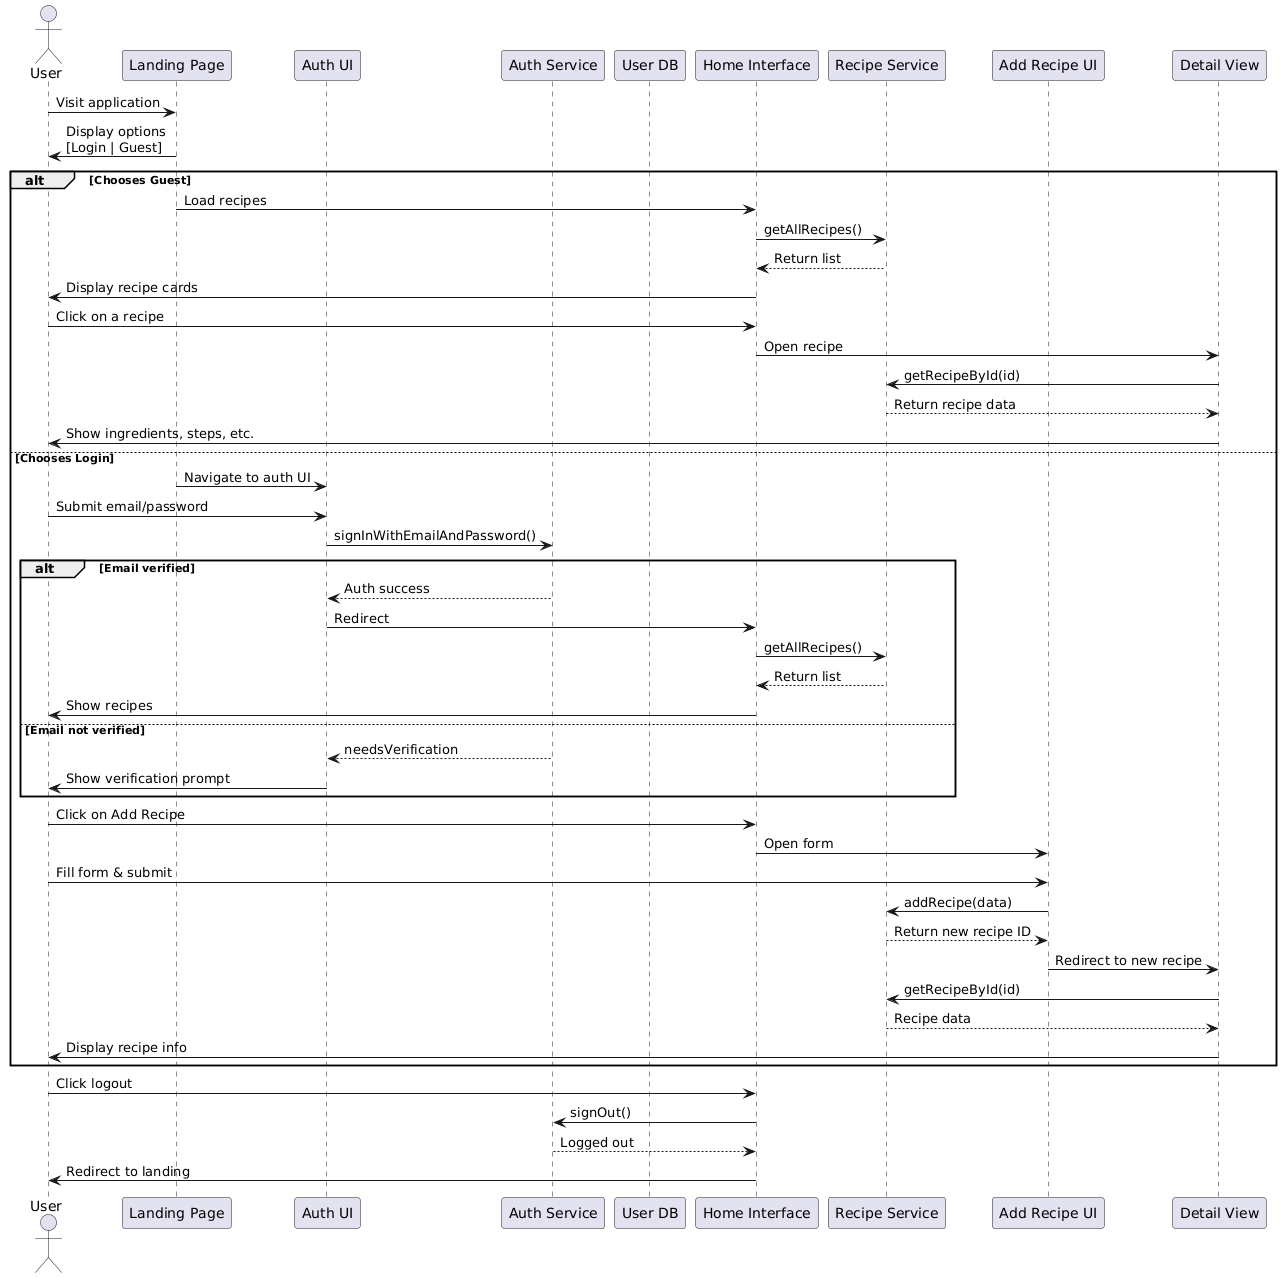 User
Landing Page
Auth UI
Auth Service
User DB
Home Interface
Recipe Service
Add Recipe UI
Detail View
Visit application
Display options
[Login | Guest]
alt
[Chooses Guest]
Load recipes
getAllRecipes()
Return list
Display recipe cards
Click on a recipe
Open recipe
getRecipeById(id)
Return recipe data
Show ingredients, steps, etc.
[Chooses Login]
Navigate to auth UI
Submit email/password
signInWithEmailAndPassword()
alt
[Email verified]
Auth success
Redirect
getAllRecipes()
Return list
Show recipes
[Email not verified]
needsVerification
Show verification prompt
Click on Add Recipe
Open form
Fill form & submit
addRecipe(data)
Return new recipe ID
Redirect to new recipe
getRecipeById(id)
Recipe data
Display recipe info
Click logout
signOut()
Logged out
Redirect to landing
User
Landing Page
Auth UI
Auth Service
User DB
Home Interface
Recipe Service
Add Recipe UI
Detail View